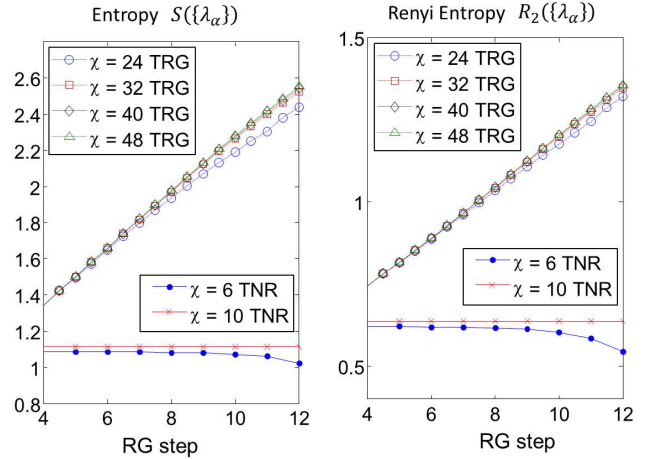 Entropy S({λα})
2.6
2.4
2.2
2
1.8
1.6
1.4
1.2
1
0.8
χ = 24 TRG
χ = 32 TRG
χ = 40 TRG
χ = 48 TRG
χ = 6 TNR
χ = 10 TNR
4 6 8 10 12
RG step
Renyi Entropy R₂({λα})
1.5
1
0.5
0
χ = 24 TRG
χ = 32 TRG
χ = 40 TRG
χ = 48 TRG
χ = 6 TNR
χ = 10 TNR
4 6 8 10 12
RG step